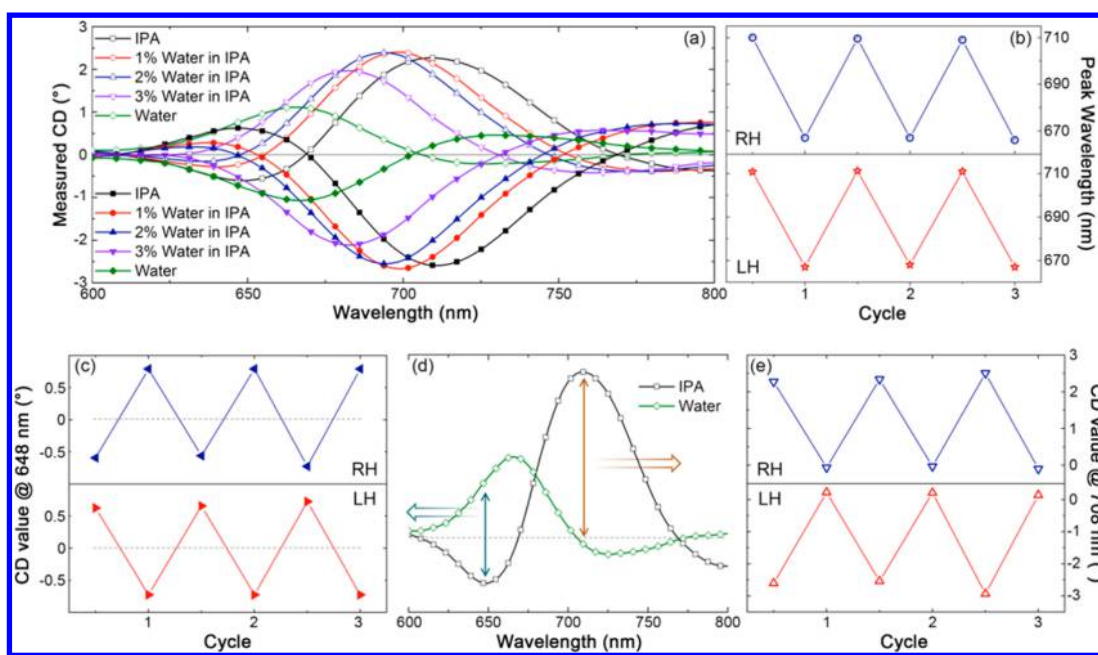 (a)
IPA
1% Water in IPA
2% Water in IPA
3% Water in IPA
Water
IPA
1% Water in IPA
2% Water in IPA
3% Water in IPA
Water
3
2
1
0
-1
-2
-3
Measured CD (°)
600
650
700
750
800
Wavelength (nm)
(b)
RH
LH
710
690
670
710
690
670
Peak Wavelength (nm)
1
2
3
Cycle
(c)
RH
LH
0.5
0
-0.5
0.5
0
-0.5
CD value @ 648 nm (°)
1
2
3
Cycle
(d)
IPA
Water
600
650
700
750
800
Wavelength (nm)
(e)
RH
LH
3
2
1
0
0
-1
-2
-3
CD value @ 708 nm (°)
1
2
3
Cycle